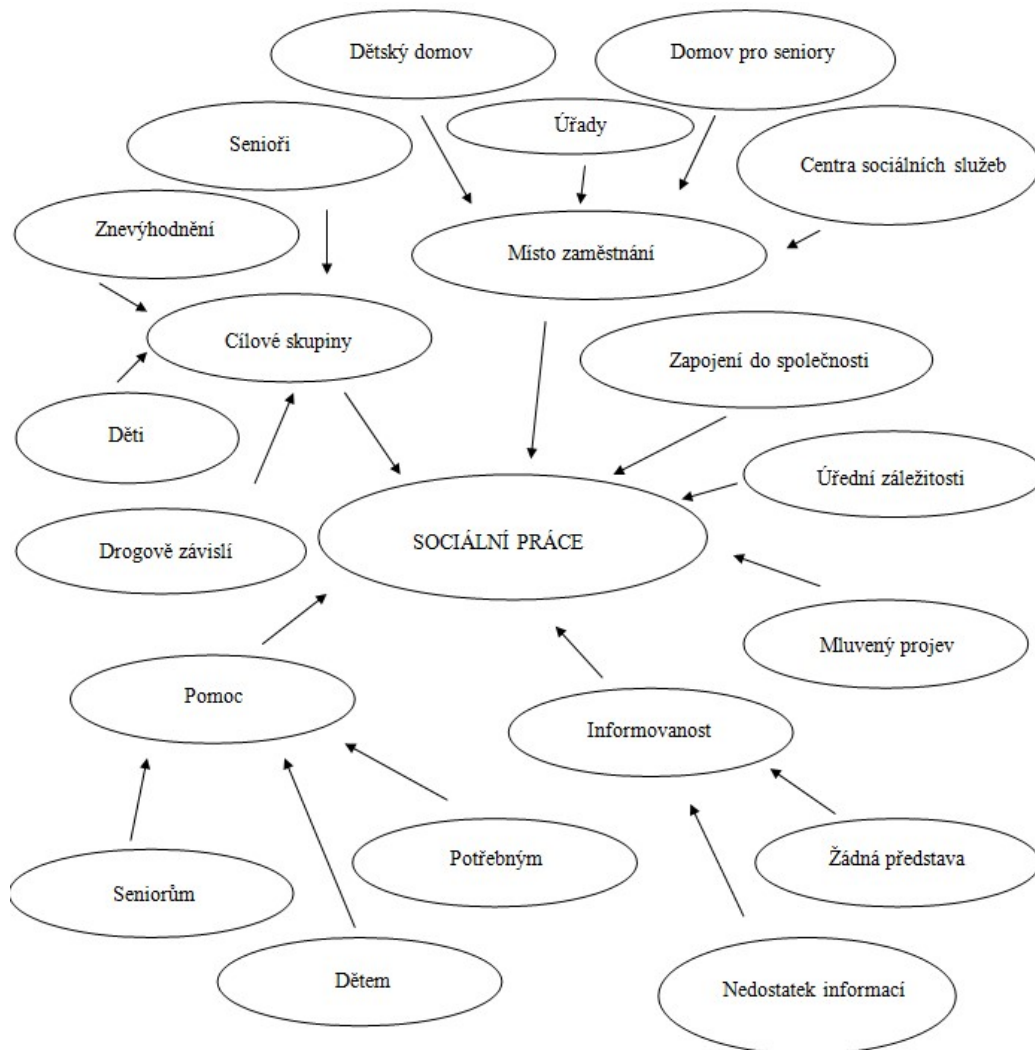 Dětský domov
Domov pro seniory
Úřady
Senioři
Centra sociálních služeb
Znevýhodnění
Místo zaměstnání
Cílové skupiny
Zapojení do společnosti
Děti
Úřední záležitosti
SOCIÁLNÍ PRÁCE
Drogově závislí
Mluvený projev
Pomoc
Informovanost
Potřebným
Žádná představa
Seniorům
Dětem
Nedostatek informací